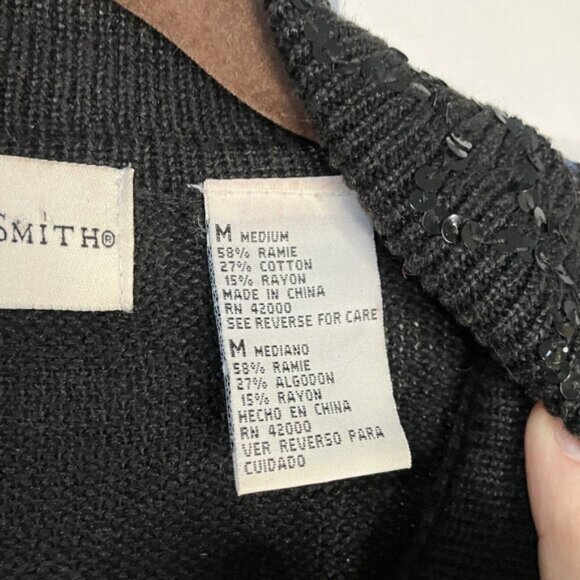 SMITH®
M MEDIUM
58% RAMIE
27% COTTON
15% RAYON
MADE IN CHINA
RN 42000
SEE REVERSE FOR CARE
M MEDIANO
58% RAMIE
27% ALGODON
15% RAYON
HECHO EN CHINA
RN 42000
VER REVERSO PARA
CUIDADO